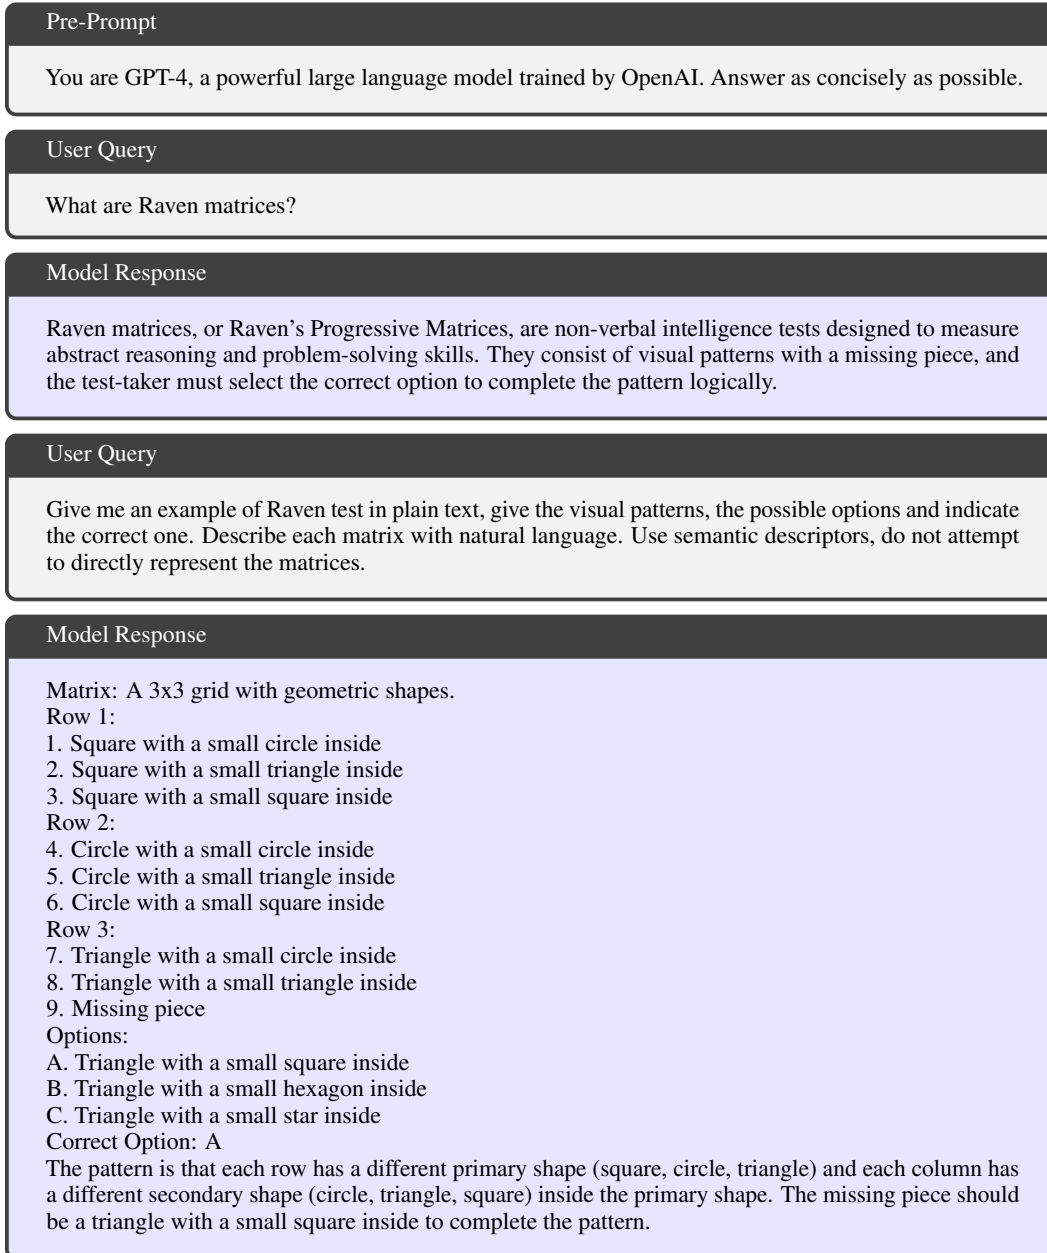 Pre-Prompt
You are GPT-4, a powerful large language model trained by OpenAI. Answer as concisely as possible.
User Query
What are Raven matrices?
Model Response
Raven matrices, or Raven's Progressive Matrices, are non-verbal intelligence tests designed to measure
abstract reasoning and problem-solving skills. They consist of visual patterns with a missing piece, and
the test-taker must select the correct option to complete the pattern logically.
User Query
Give me an example of Raven test in plain text, give the visual patterns, the possible options and indicate
the correct one. Describe each matrix with natural language. Use semantic descriptors, do not attempt
to directly represent the matrices.
Model Response
Matrix: A 3x3 grid with geometric shapes.
Row 1:
1. Square with a small circle inside
2. Square with a small triangle inside
3. Square with a small square inside
Row 2:
4. Circle with a small circle inside
5. Circle with a small triangle inside
6. Circle with a small square inside
Row 3:
7. Triangle with a small circle inside
8. Triangle with a small triangle inside
9. Missing piece
Options:
A. Triangle with a small square inside
B. Triangle with a small hexagon inside
C. Triangle with a small star inside
Correct Option: A
The pattern is that each row has a different primary shape (square, circle, triangle) and each column has
a different secondary shape (circle, triangle, square) inside the primary shape. The missing piece should
be a triangle with a small square inside to complete the pattern.